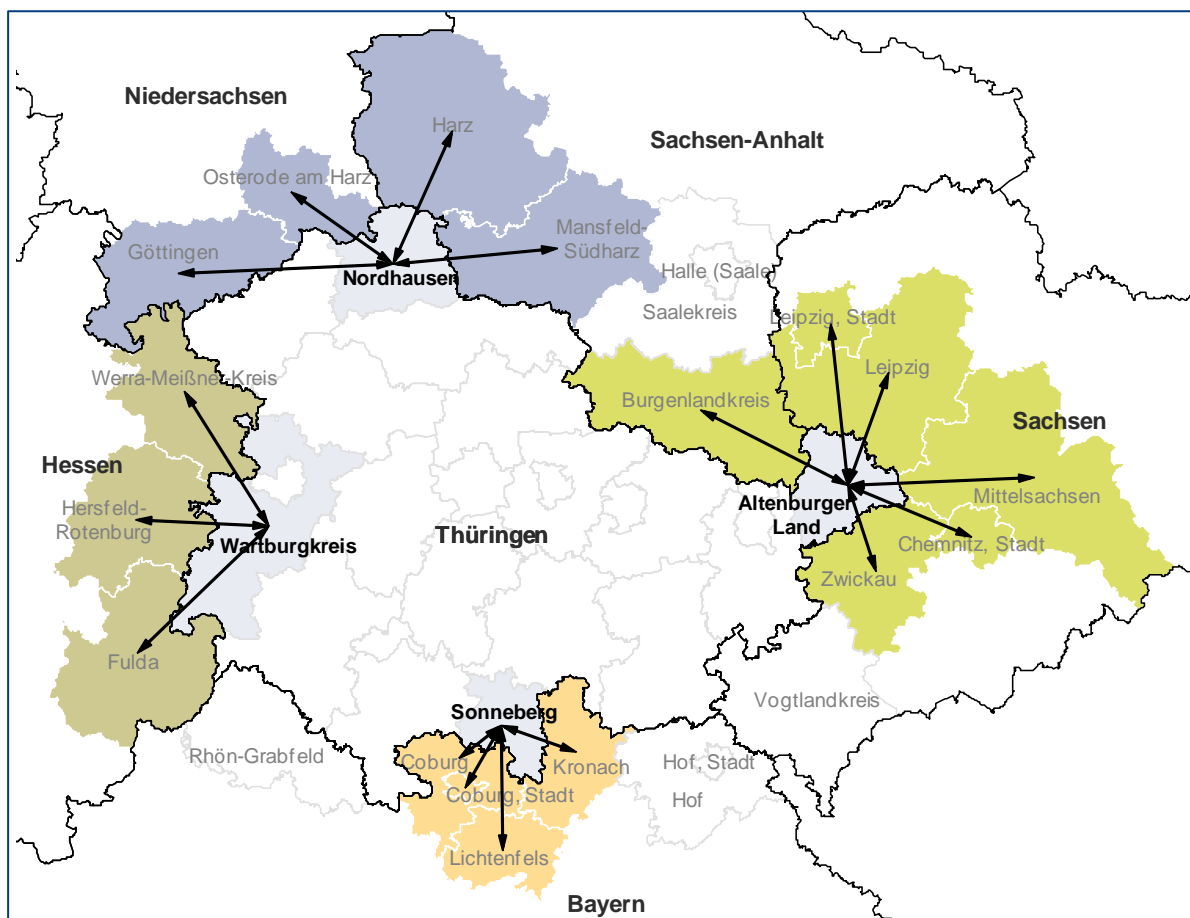 Niedersachsen
Harz
Sachsen-Anhalt
Osterode am Harz
Mansfeld-
Südharz
Göttingen
Nordhausen
Halle (Saale)
Saalekreis
Leipzig, Stadt
Leipzig
Werra-Meißner-Kreis
Burgenlandkreis
Sachsen
Hessen
Hersfeld-
Rotenburg
Wartburgkreis
Thüringen
Altenburger
Land
Mittelsachsen
Chemnitz, Stadt
Zwickau
Fulda
Vogtlandkreis
Sonneberg
Rhön-Grabfeld
Coburg
Kronach
Hof, Stadt
Coburg, Stadt
Hof
Lichtenfels
Bayern